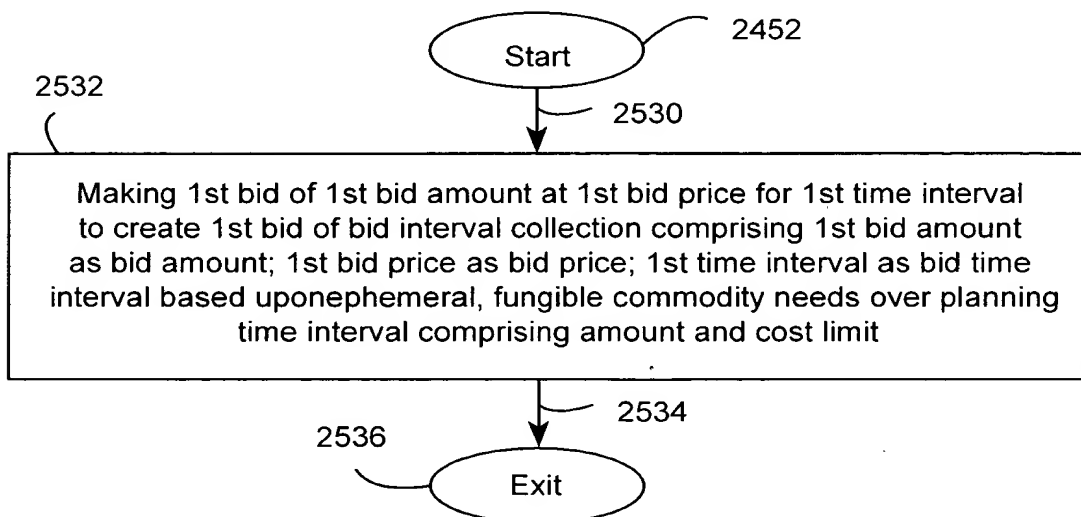 Start
2452
2532
2530
Making 1st bid of 1st bid amount at 1st bid price for 1st time interval
to create 1st bid of bid interval collection comprising 1st bid amount
as bid amount; 1st bid price as bid price; 1st time interval as bid time
interval based uponephemeral, fungible commodity needs over planning
time interval comprising amount and cost limit
2534
2536
Exit